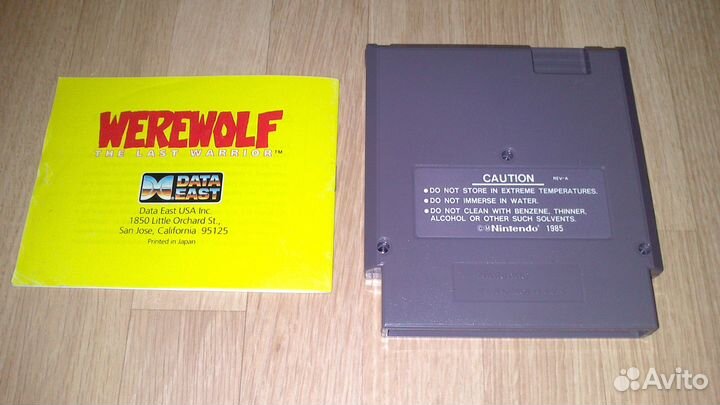 WEREWOLF
THE LAST WARRIOR™
DATA
EAST
Data East USA Inc.
1850 Little Orchard St.,
San Jose, California 95125
Printed in Japan
CAUTION REV-A
● DO NOT STORE IN EXTREME TEMPERATURES.
● DO NOT IMMERSE IN WATER.
● DO NOT CLEAN WITH BENZENE, THINNER,
ALCOHOL OR OTHER SUCH SOLVENTS.
©Ⓜ Nintendo® 1985
Avito